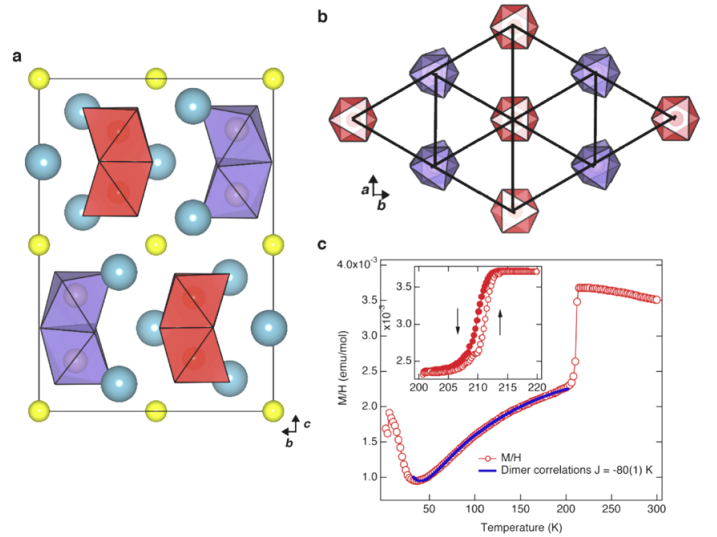 a
b
c
b
a
b
c
4.0x10-3
3.5
3.0
2.5
2.0
1.5
1.0
M/H (emu/mol)
x10-3
3.5
3.0
2.5
200
205
210
215
220
M/H
Dimer correlations J = -80(1) K
50
100
150
200
250
300
Temperature (K)